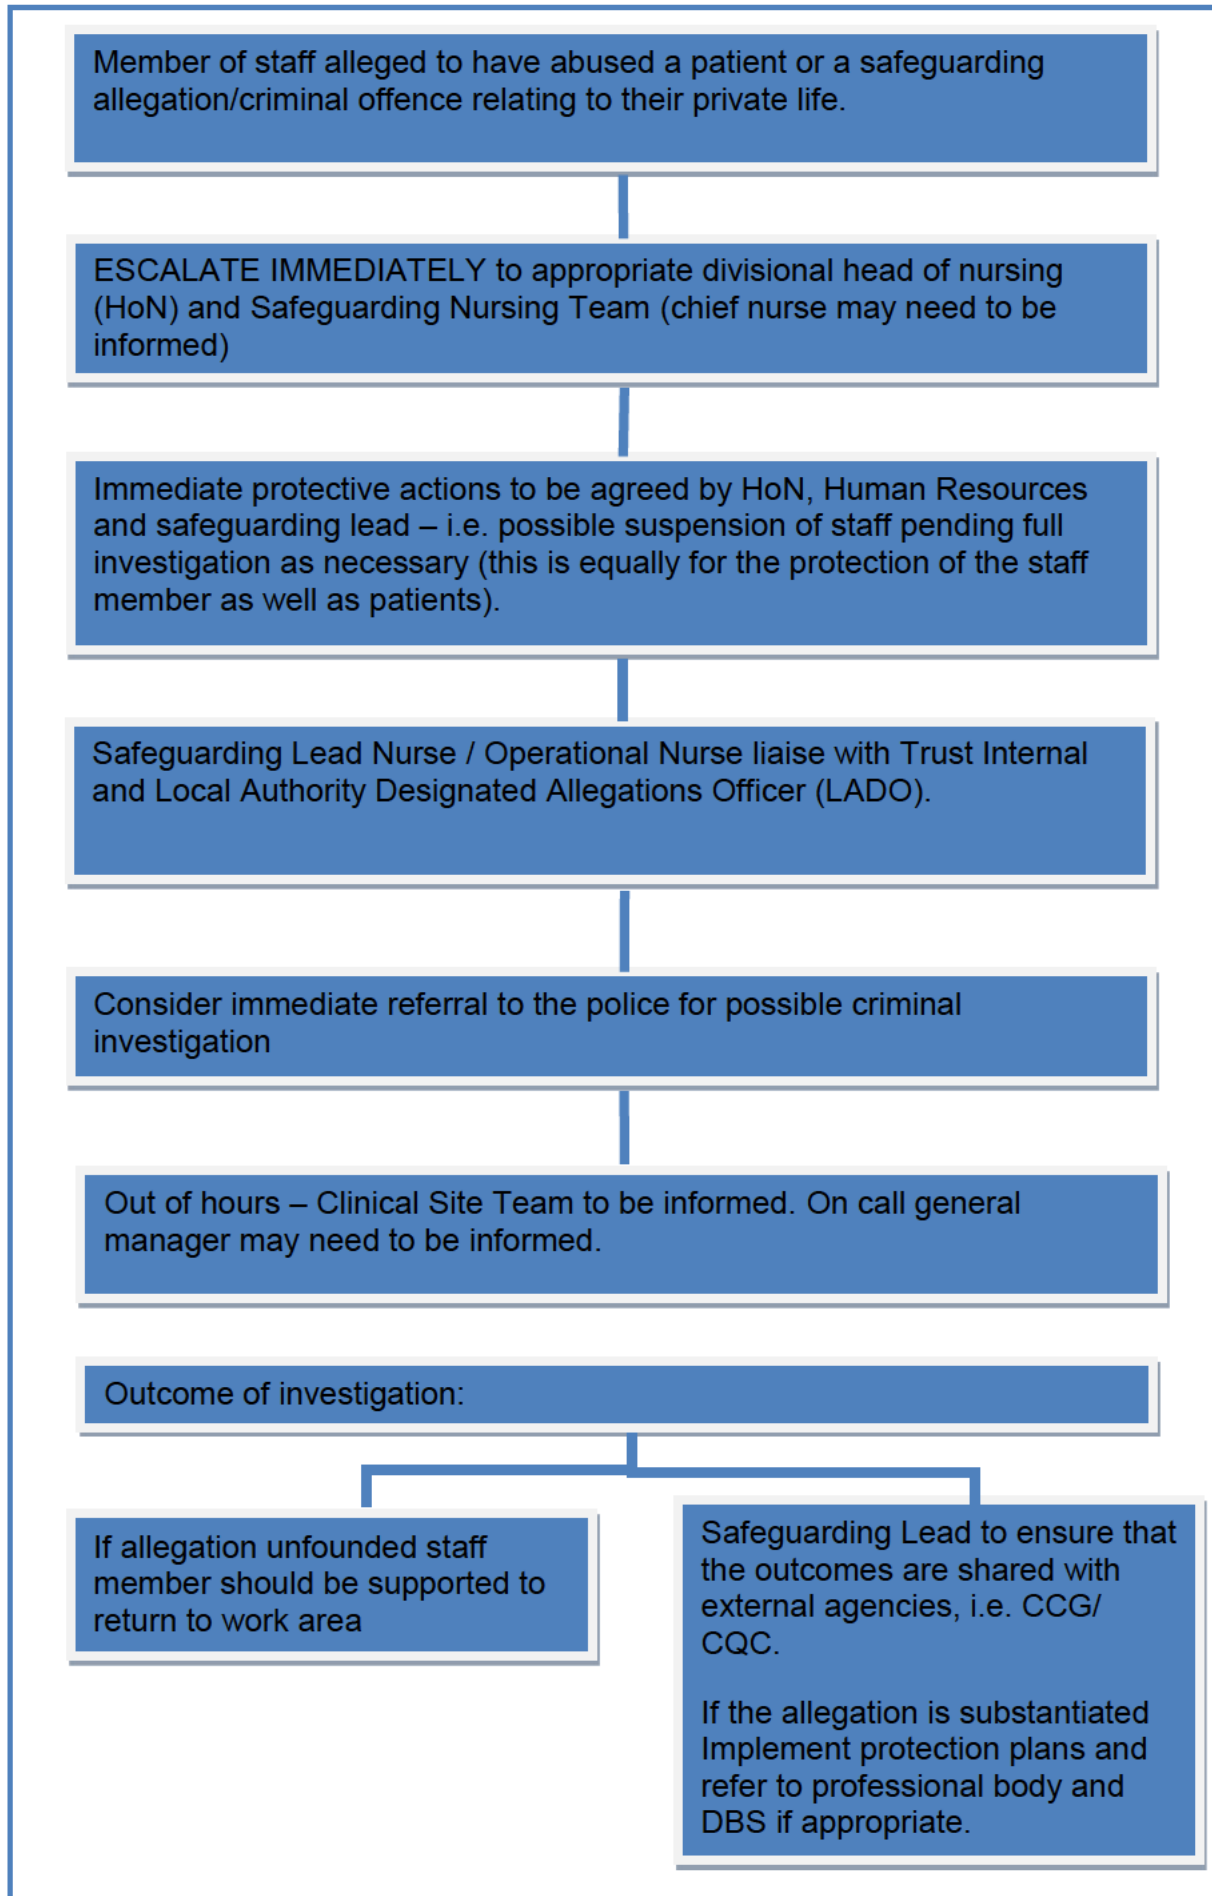 Member of staff alleged to have abused a patient or a safeguarding
allegation/criminal offence relating to their private life.
ESCALATE IMMEDIATELY to appropriate divisional head of nursing
(HoN) and Safeguarding Nursing Team (chief nurse may need to be
informed)
Immediate protective actions to be agreed by HoN, Human Resources
and safeguarding lead – i.e. possible suspension of staff pending full
investigation as necessary (this is equally for the protection of the staff
member as well as patients).
Safeguarding Lead Nurse / Operational Nurse liaise with Trust Internal
and Local Authority Designated Allegations Officer (LADO).
Consider immediate referral to the police for possible criminal
investigation
Out of hours – Clinical Site Team to be informed. On call general
manager may need to be informed.
Outcome of investigation:
If allegation unfounded staff
member should be supported to
return to work area
Safeguarding Lead to ensure that
the outcomes are shared with
external agencies, i.e. CCG/
CQC.
If the allegation is substantiated
Implement protection plans and
refer to professional body and
DBS if appropriate.